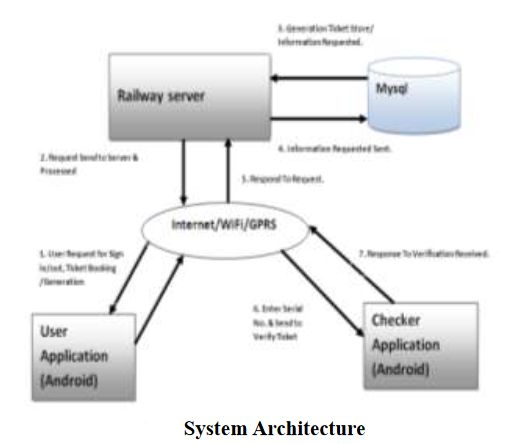 3. Generation Ticket Store/
Information Requested.
Railway server
Mysql
4. Information Requested Sent.
2. Request Send to Server &
Processed
5. Respond To Request.
Internet/WiFi/GPRS
1. User Request for Sign
in/out, Ticket Booking
/Generation
7. Response To Verification Received.
6. Enter Serial
No. & Send to
Verify Ticket
User
Application
(Android)
Checker
Application
(Android)
System Architecture